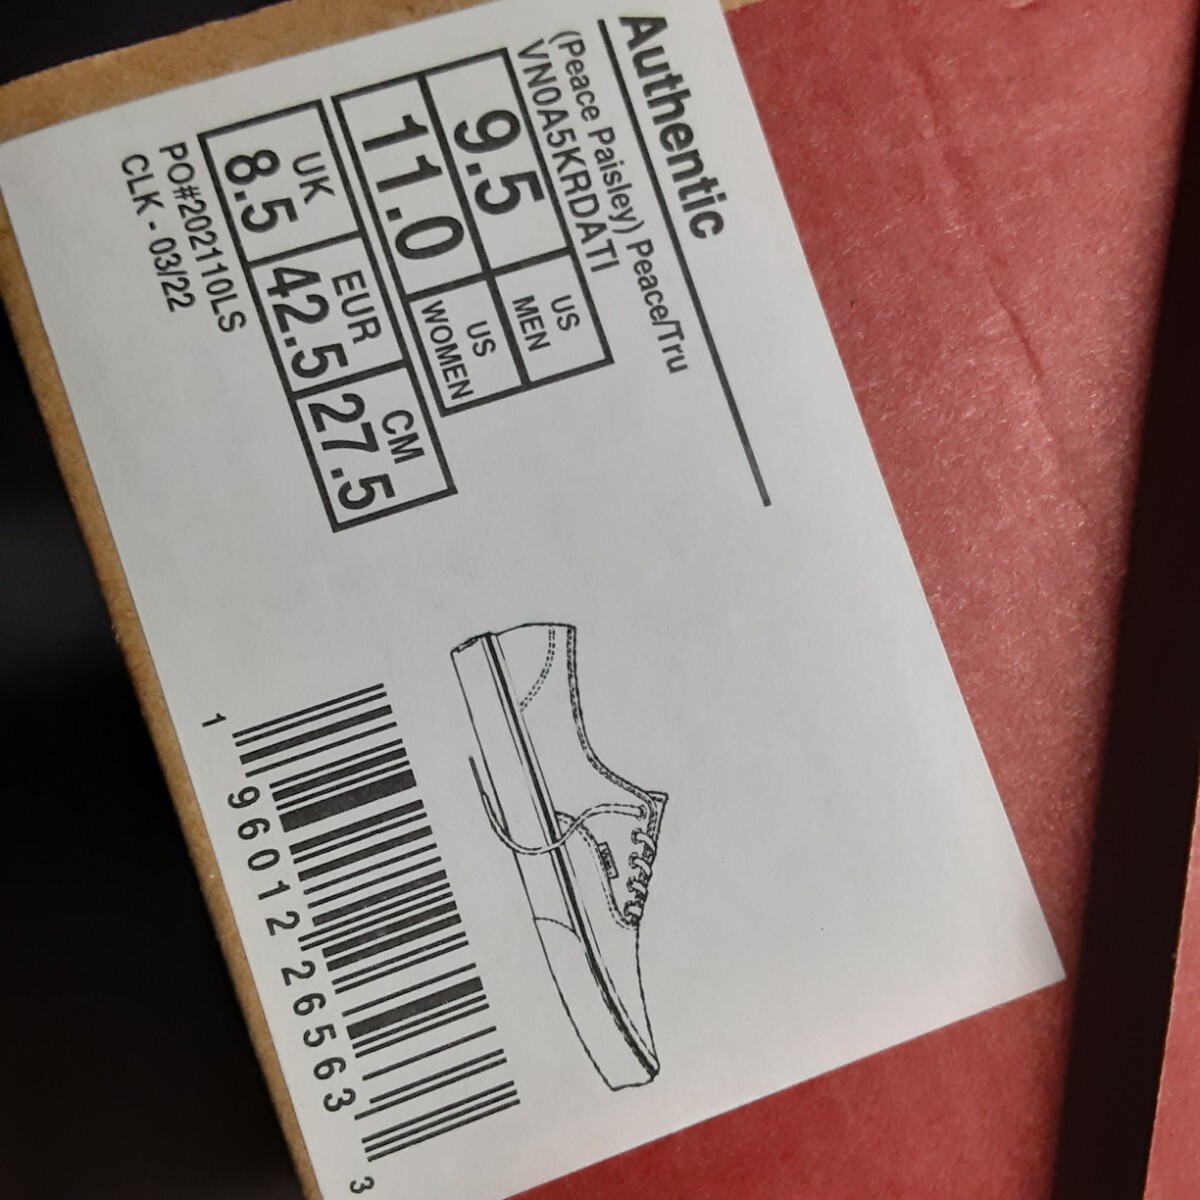 Authentic
(Peace Paisley) Peace/Tru
VN0A5KRDATI
9.5 US MEN
11.0 US WOMEN
UK EUR CM
8.5 42.5 27.5
PO#202110LS
CLK - 03/22
1 96012 26563 3